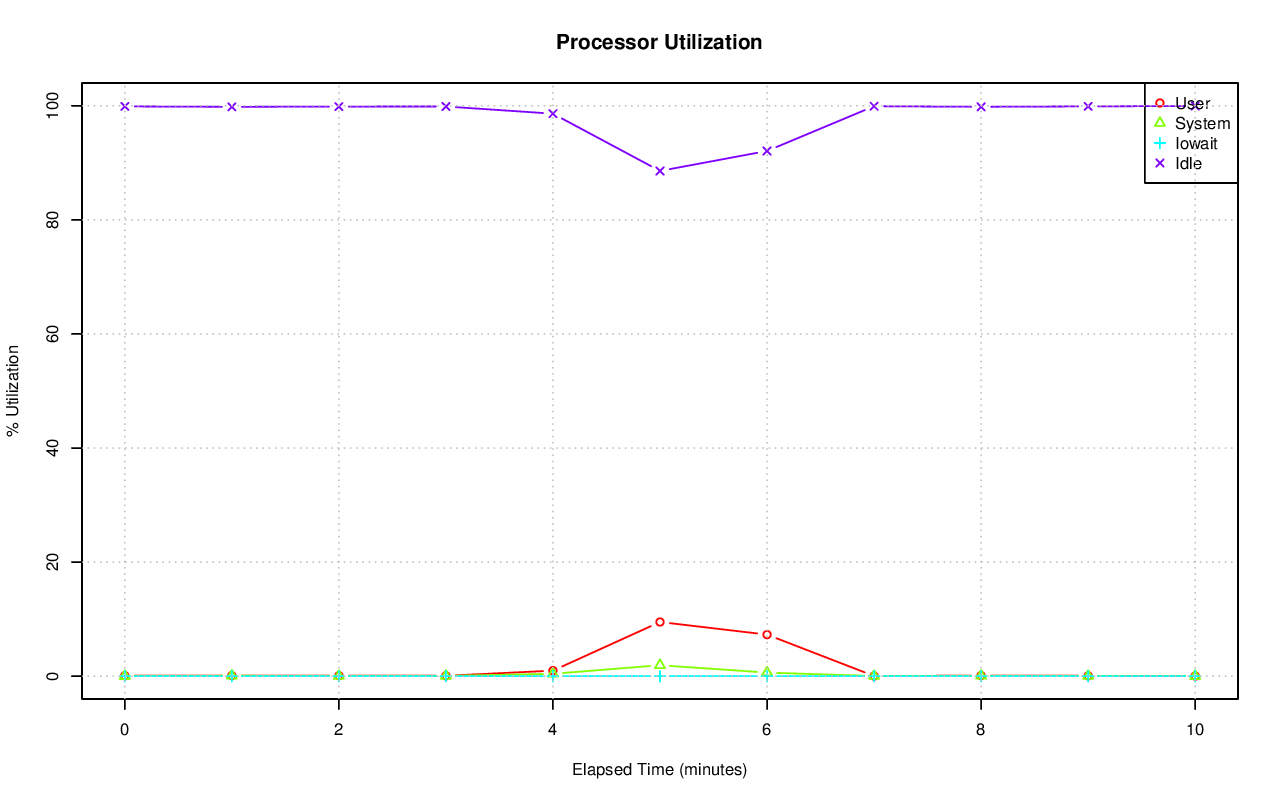 Processor Utilization
% Utilization
100
80
60
40
20
0
User
System
Iowait
Idle
0 2 4 6 8 10
Elapsed Time (minutes)